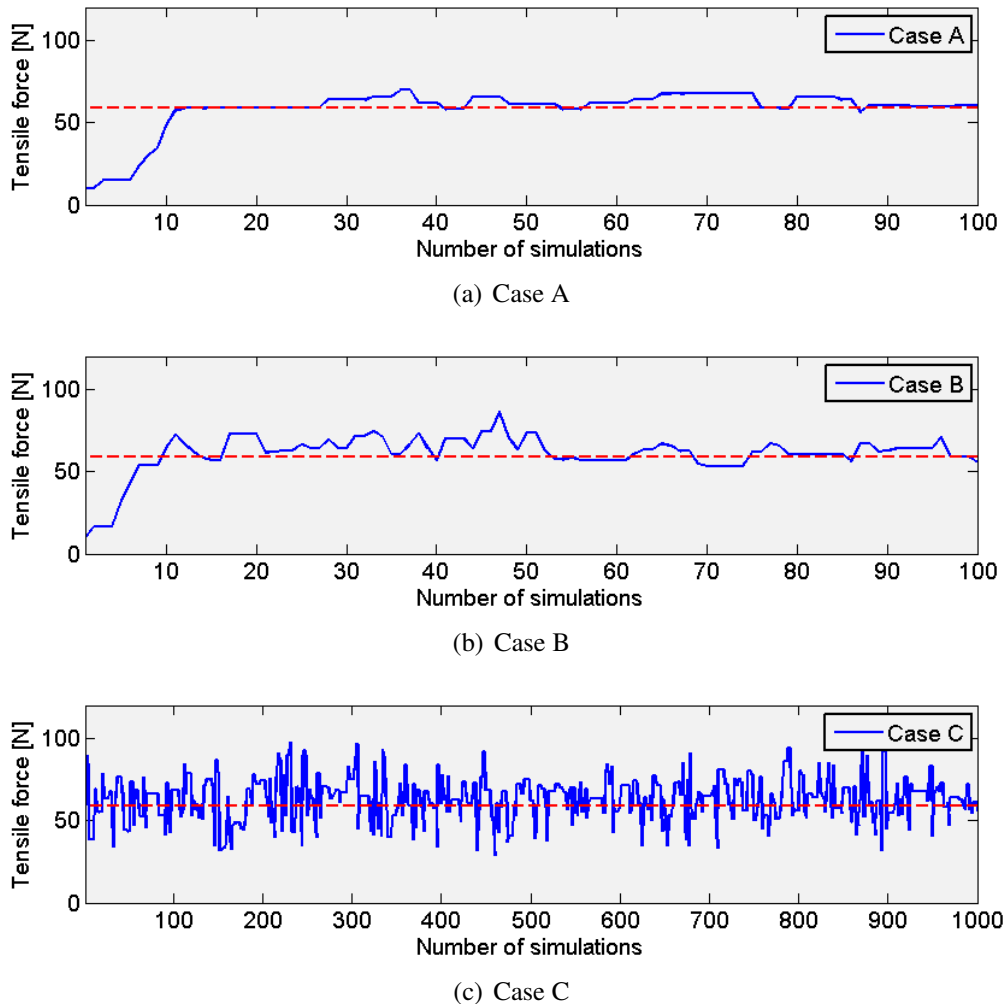 Tensile force [N]
100
50
0
Case A
10 20 30 40 50 60 70 80 90 100
Number of simulations
(a) Case A
Tensile force [N]
100
50
0
Case B
10 20 30 40 50 60 70 80 90 100
Number of simulations
(b) Case B
Tensile force [N]
100
50
0
Case C
100 200 300 400 500 600 700 800 900 1000
Number of simulations
(c) Case C